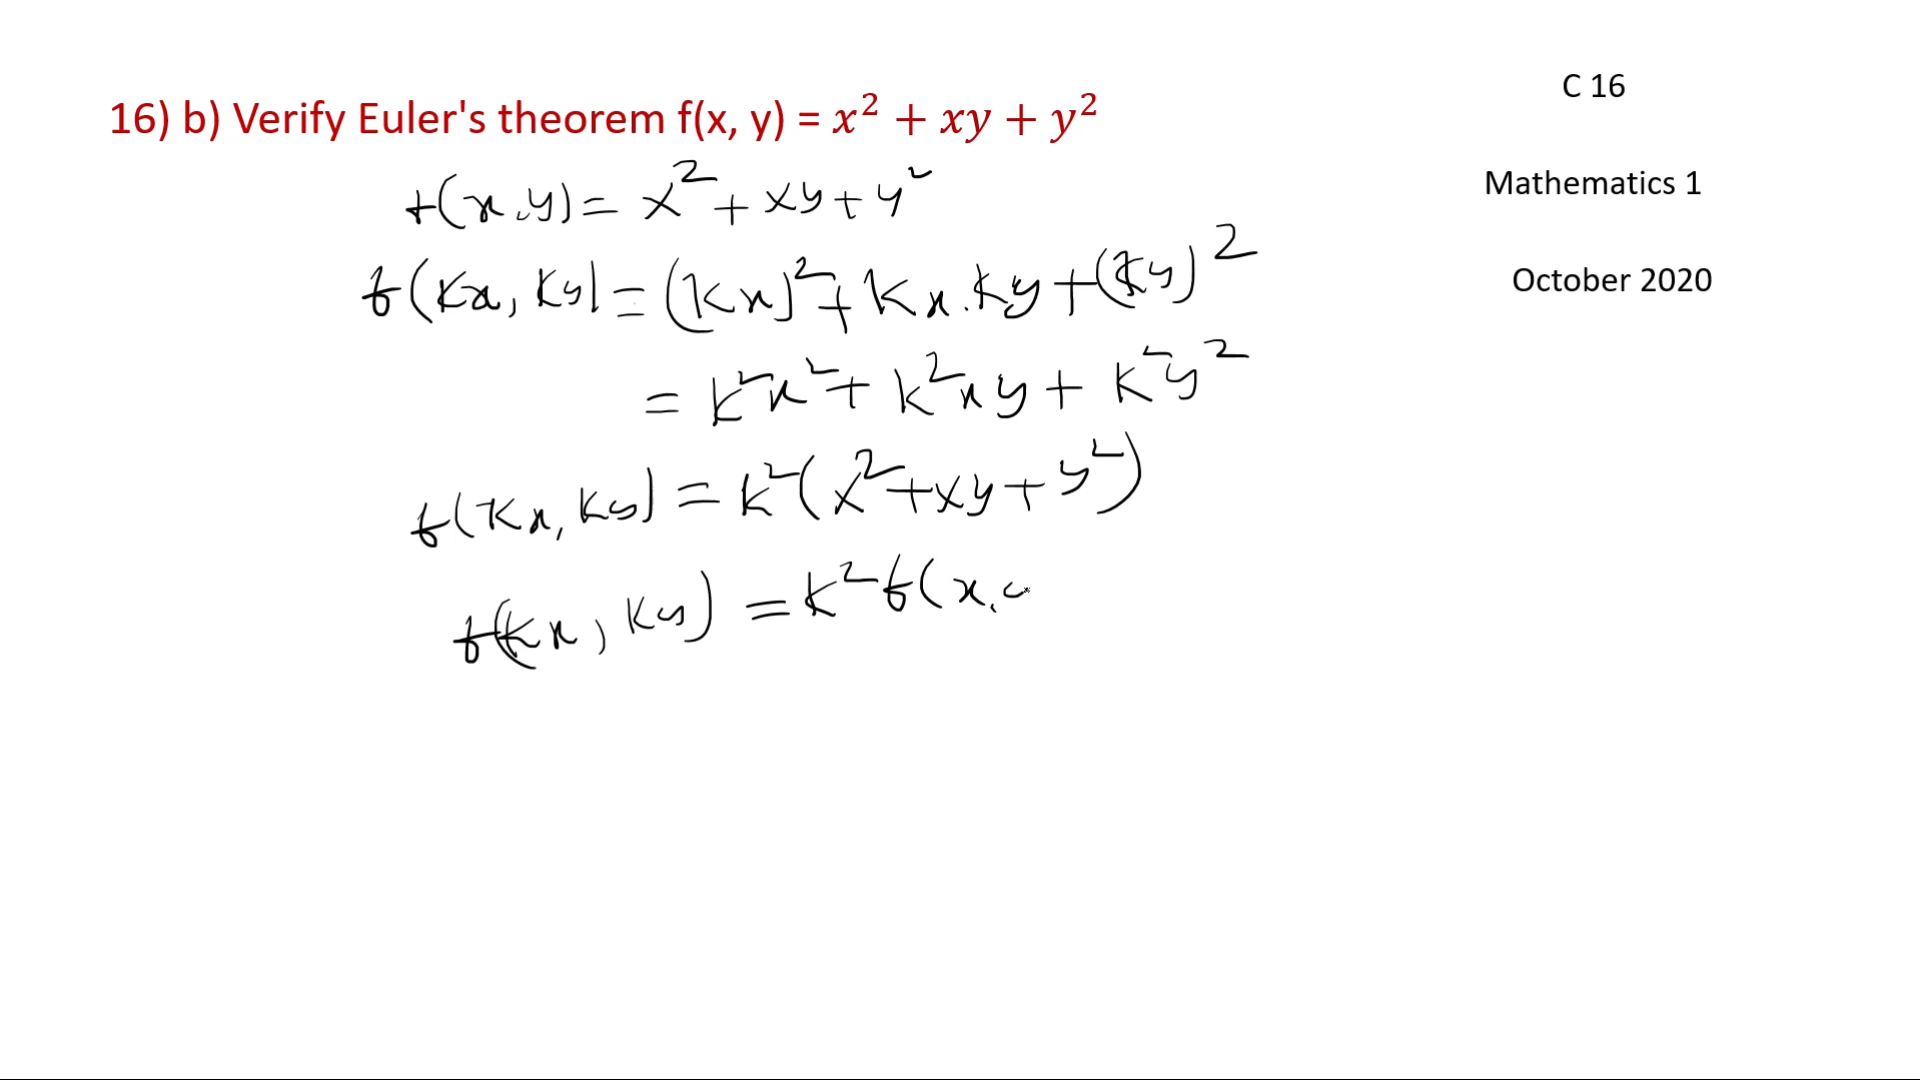 16) b) Verify Euler's theorem f(x, y) = x² + xy + y²
C 16
Mathematics 1
October 2020
f(x,y) = x² + xy + y²
f(Kx, Ky) = (Kx)² + Kx.Ky + (Ky)²
= K²x² + K²xy + K²y²
f(Kx, Ky) = K²(x²+xy+y²)
f(Kx, Ky) = K²f(x,